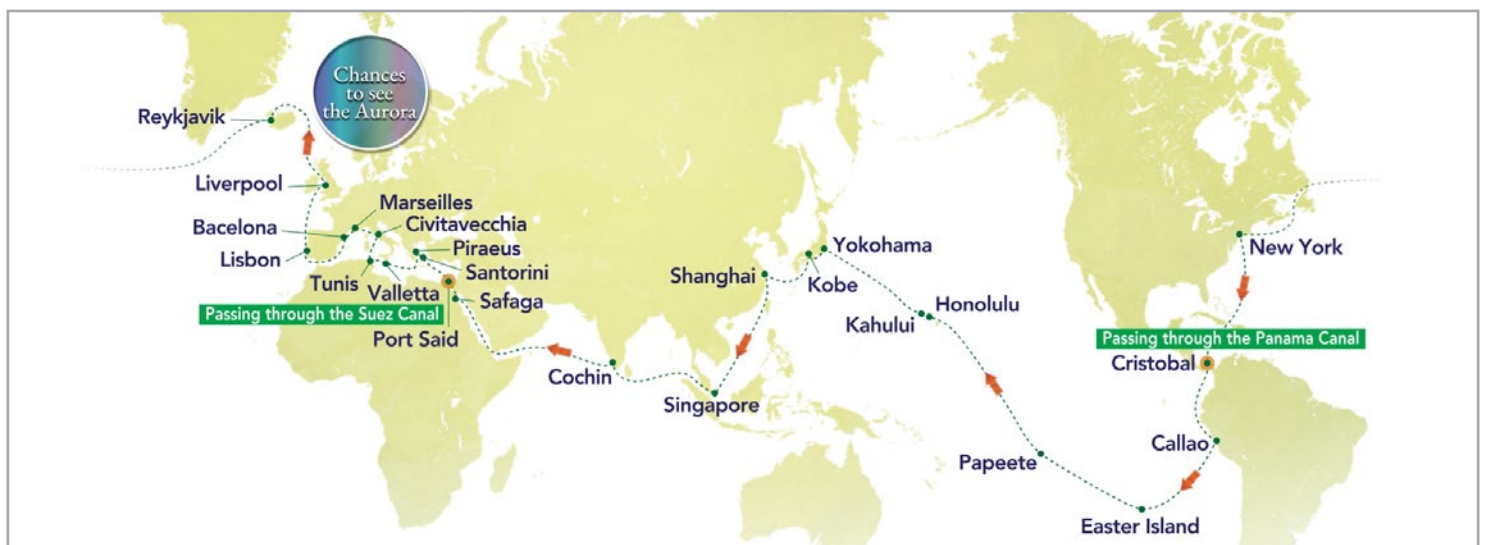 Chances
to see
the Aurora
Reykjavik
Liverpool
Marseilles
Bacelona
Civitavecchia
Lisbon
Piraeus
Santorini
Tunis
Valletta
Safaga
Passing through the Suez Canal
Port Said
Cochin
Singapore
Shanghai
Kobe
Yokohama
Honolulu
Kahului
Papeete
Easter Island
Callao
Cristobal
Passing through the Panama Canal
New York